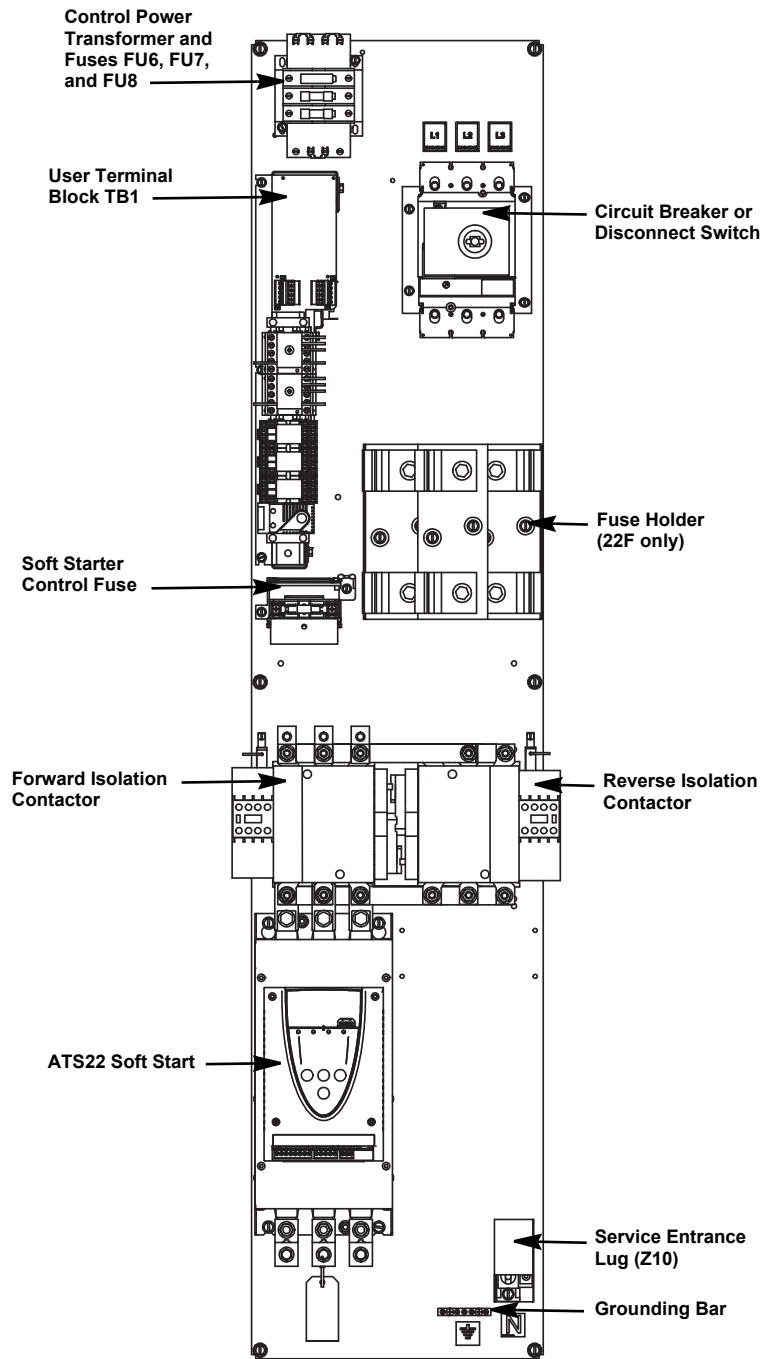 Control Power
Transformer and
Fuses FU6, FU7,
and FU8
L1 L2 L3
User Terminal
Block TB1
Circuit Breaker or
Disconnect Switch
Fuse Holder
(22F only)
Soft Starter
Control Fuse
Forward Isolation
Contactor
Reverse Isolation
Contactor
ATS22 Soft Start
Service Entrance
Lug (Z10)
Grounding Bar
N